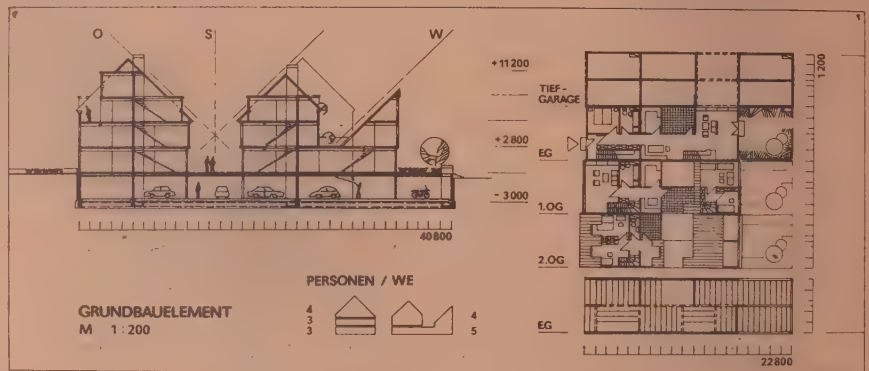 O S W
+11200
+2800
- 3000
40800
GRUNDBAUELEMENT
M 1:200
PERSONEN / WE
4
3
3
4
5
TIEF-
GARAGE
EG
1.OG
2.OG
EG
1200
22800